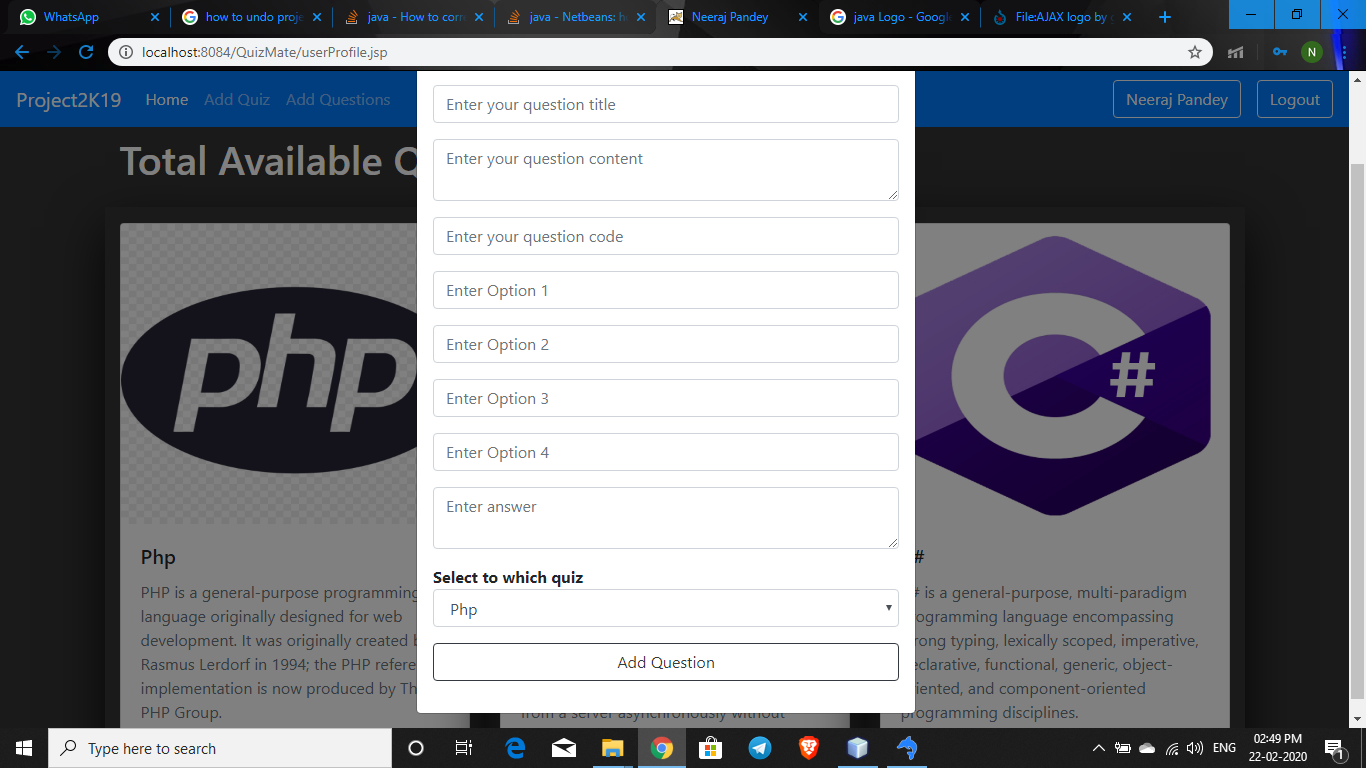 WhatsApp
how to undo proje
java - How to corr
java - Netbeans: h
Neeraj Pandey
java Logo - Googl
File:AJAX logo by g
localhost:8084/QuizMate/userProfile.jsp
N
Project2K19
Home
Add Quiz
Add Questions
Neeraj Pandey
Logout
Total Available Q
Enter your question title
Enter your question content
Enter your question code
Enter Option 1
Enter Option 2
Enter Option 3
Enter Option 4
Enter answer
Select to which quiz
Php
Add Question
php
Php
PHP is a general-purpose programming
language originally designed for web
development. It was originally created b
Rasmus Lerdorf in 1994; the PHP refere
implementation is now produced by Th
PHP Group.
from a server asynchronously without
C#
#
# is a general-purpose, multi-paradigm
ogramming language encompassing
rong typing, lexically scoped, imperative,
eclarative, functional, generic, object-
iented, and component-oriented
programming disciplines.
Type here to search
ENG
02:49 PM
22-02-2020
1